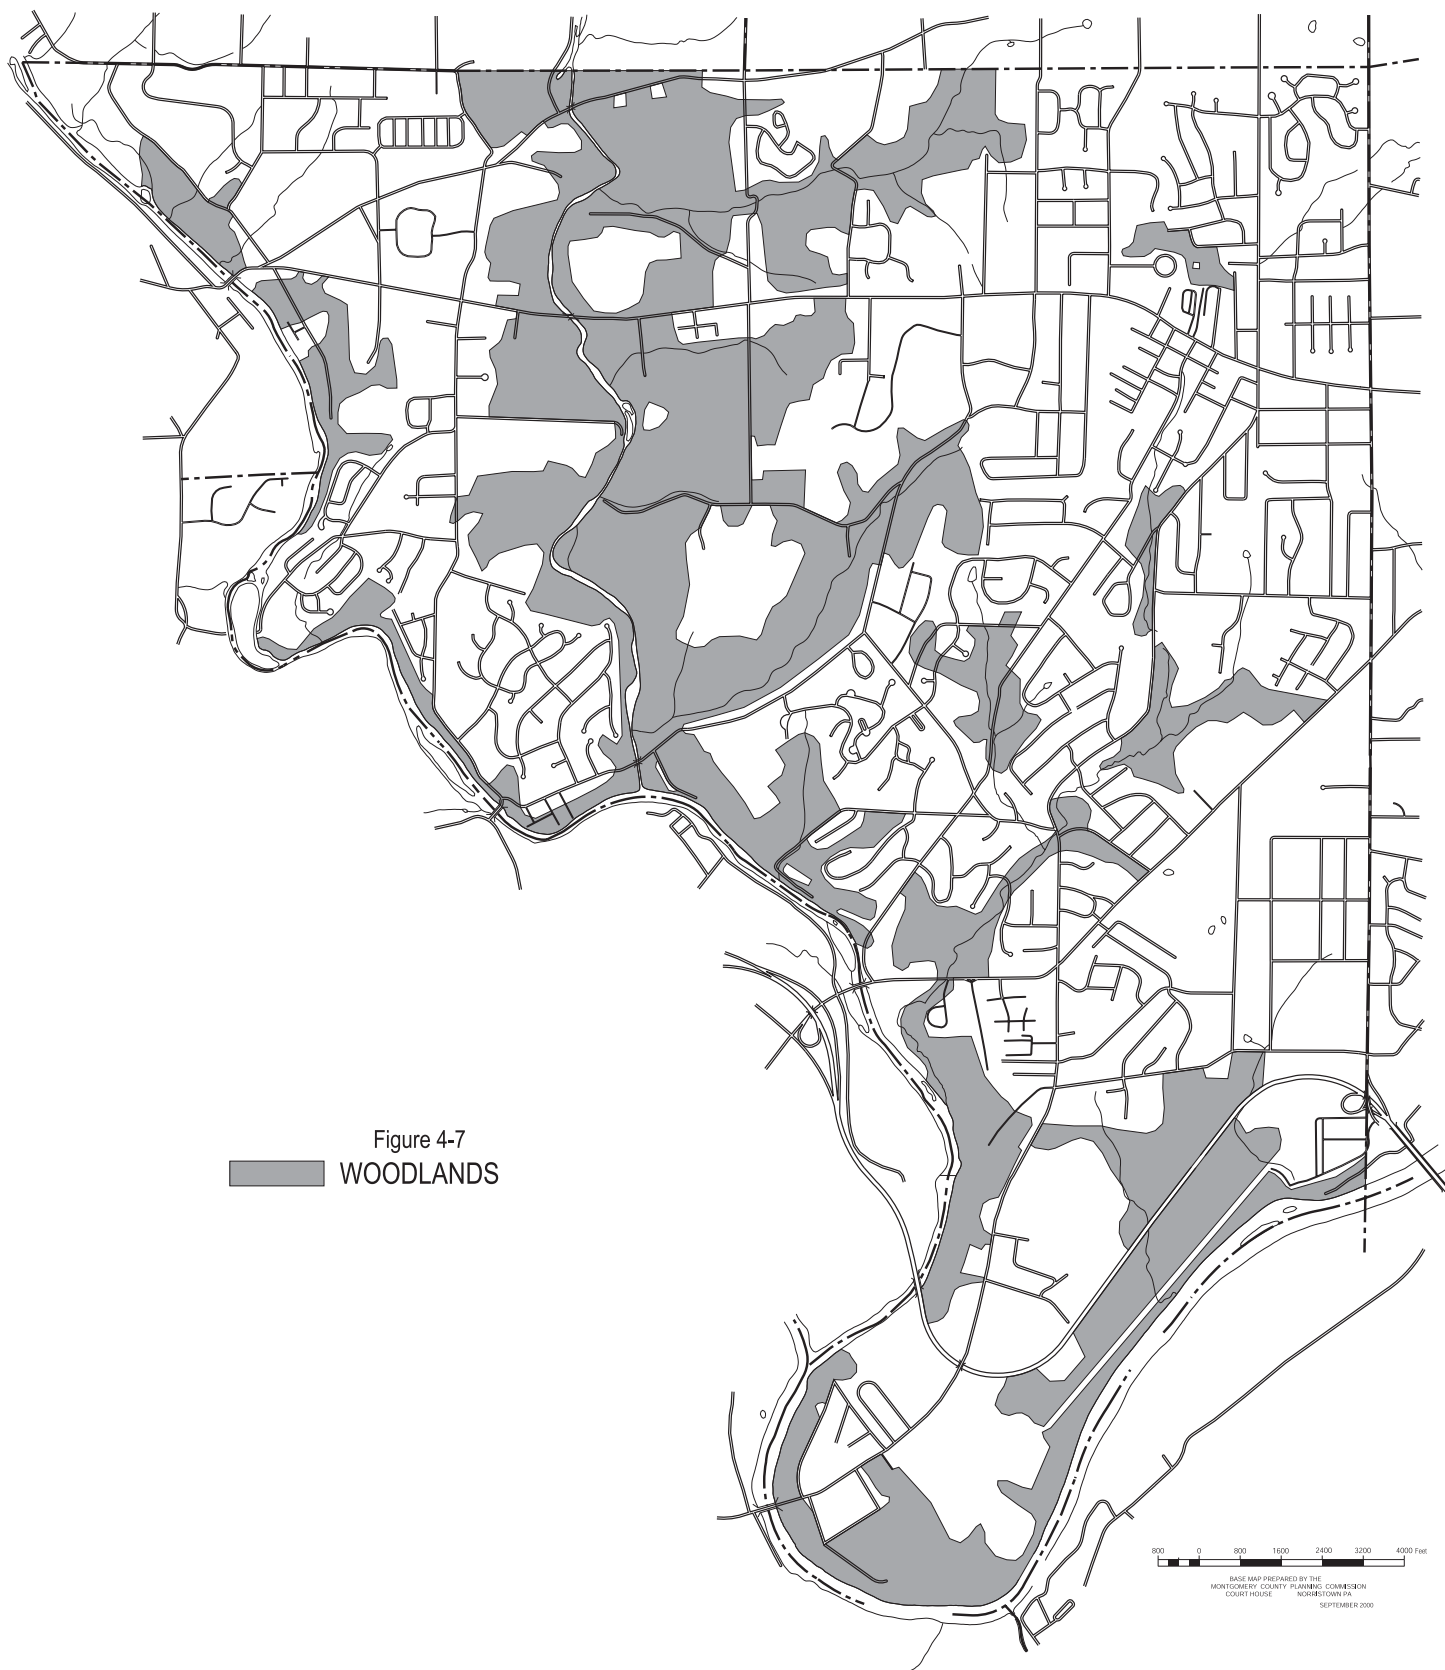 Figure 4-7
WOODLANDS
800 0 800 1600 2400 3200 4000 Feet
BASE MAP PREPARED BY THE
MONTGOMERY COUNTY PLANNING COMMISSION
COURT HOUSE NORRISTOWN PA
SEPTEMBER 2000